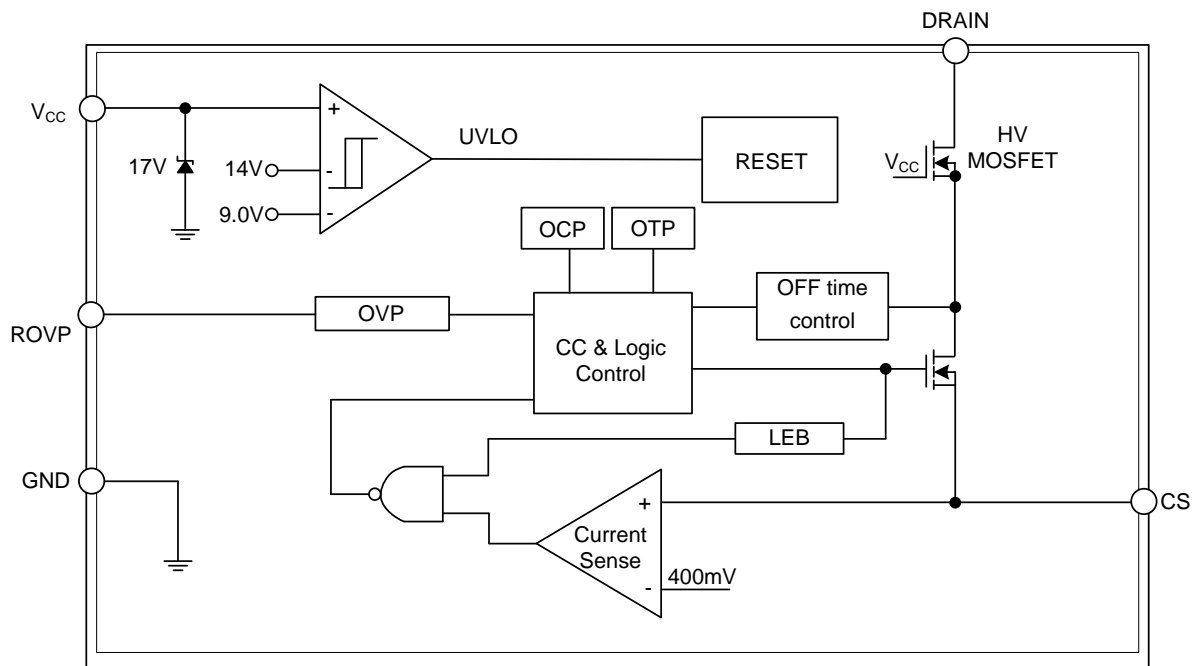 DRAIN
VCC
+
UVLO
17V
14V
-
9.0V
-
RESET
VCC
HV
MOSFET
OCP
OTP
ROVP
OVP
OFF time
control
CC & Logic
Control
LEB
GND
+
CS
Current
Sense
-
400mV